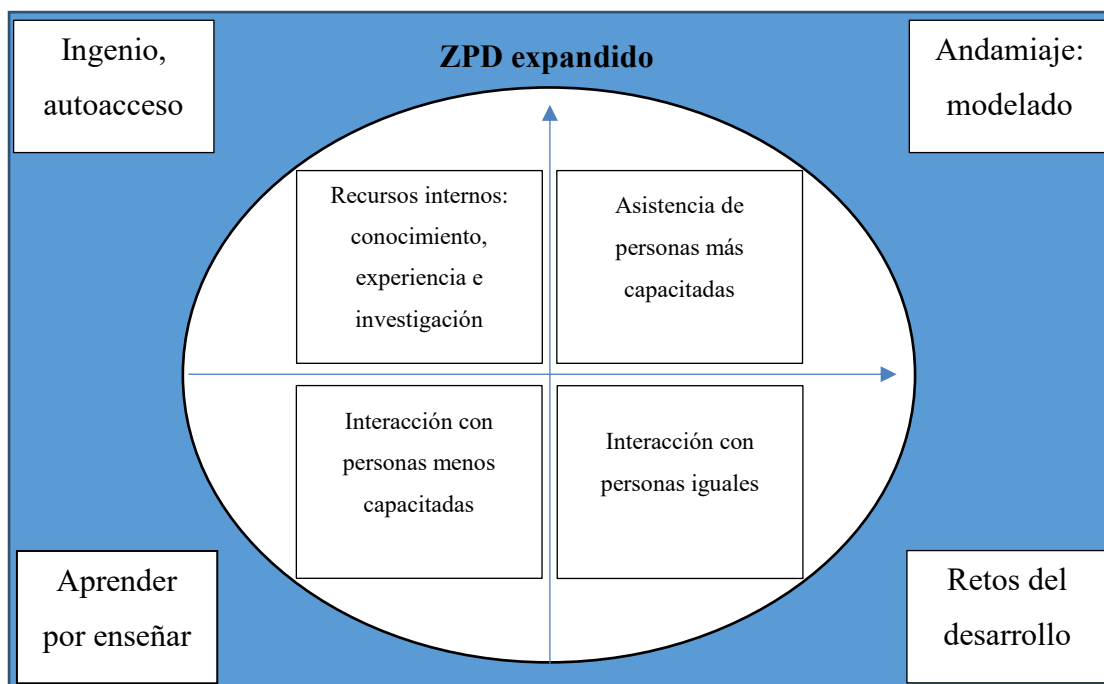 Ingenio,
autoacceso
ZPD expandido
Andamiaje:
modelado
Recursos internos:
conocimiento,
experiencia e
investigación
Asistencia de
personas más
capacitadas
Interacción con
personas menos
capacitadas
Interacción con
personas iguales
Aprender
por enseñar
Retos del
desarrollo